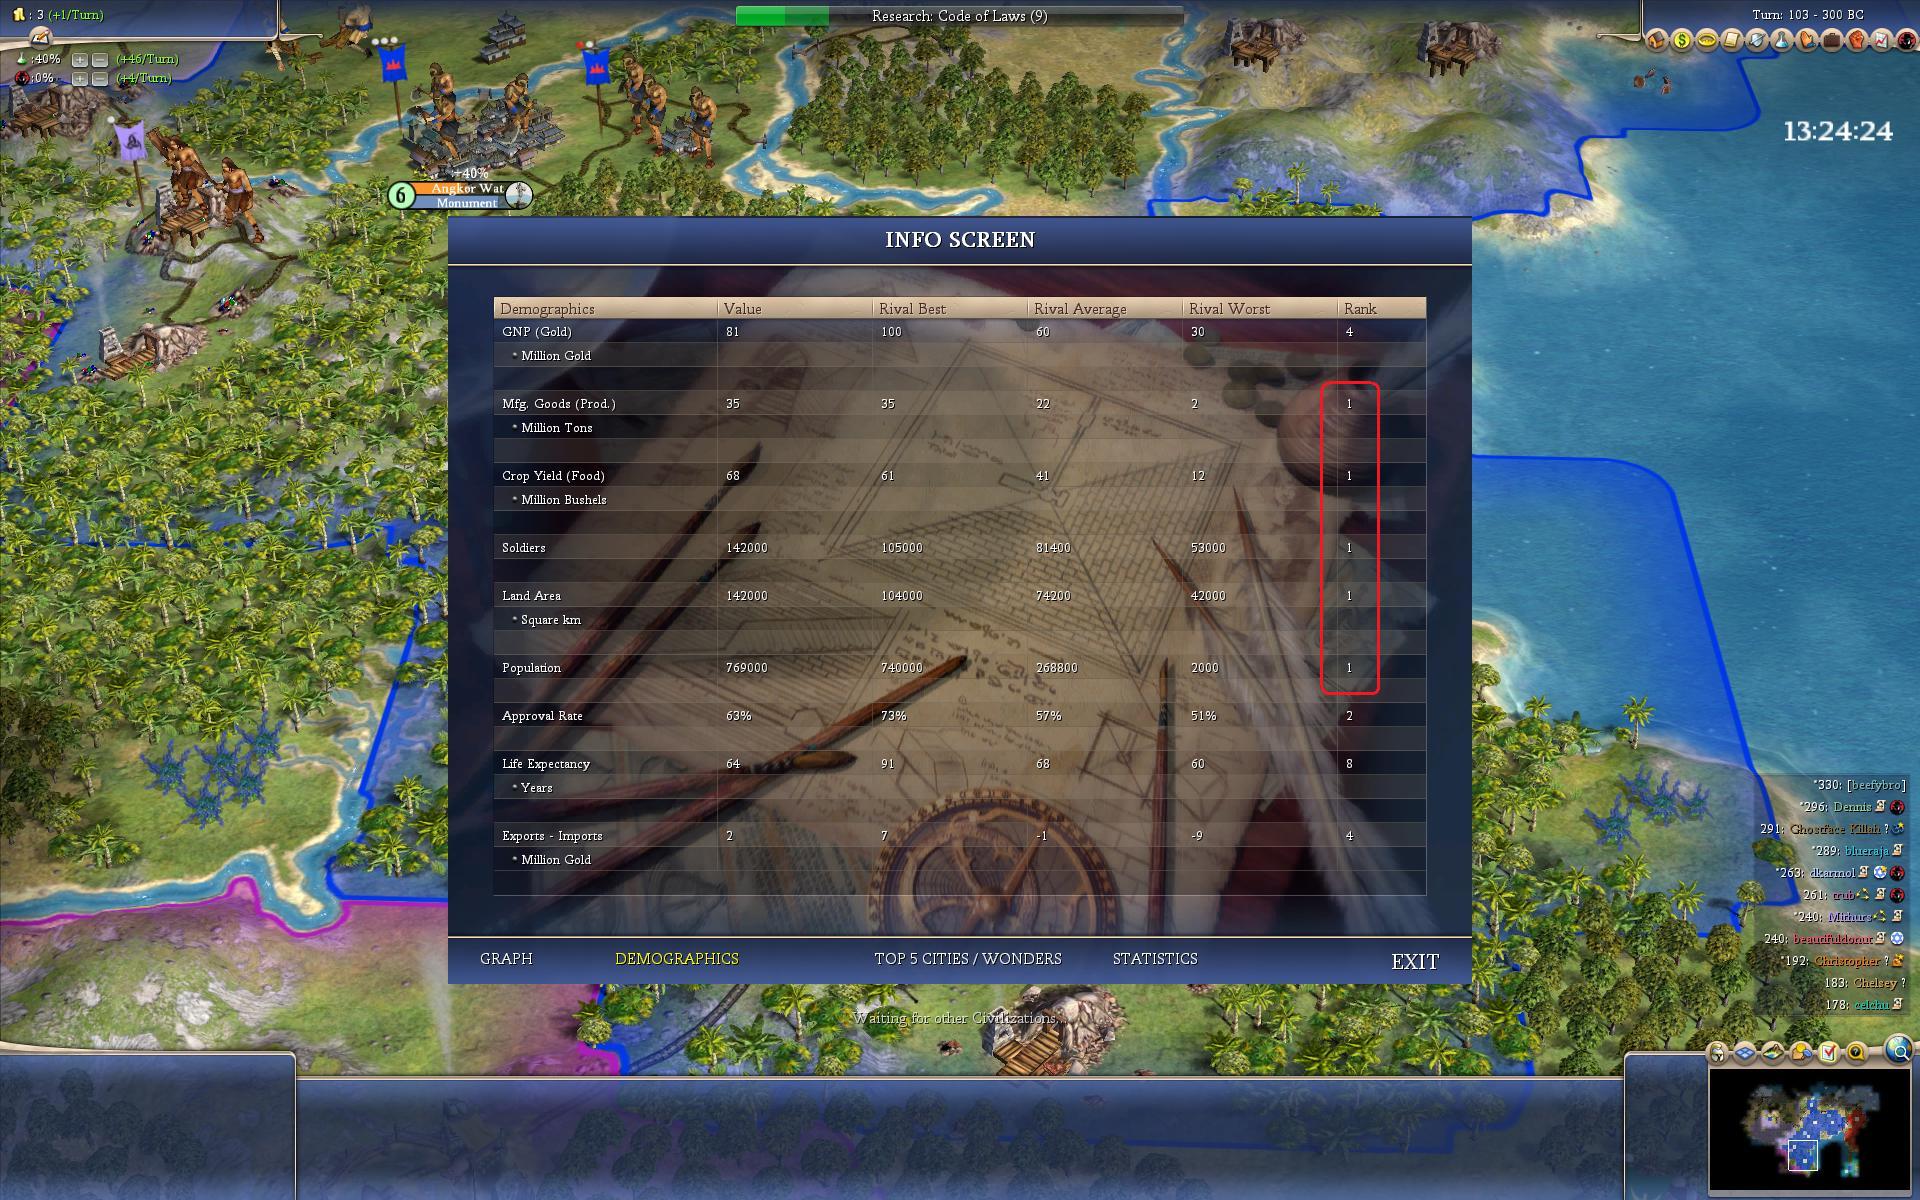 : 3 (+1/Turn)
Research: Code of Laws (9)
Turn: 103 - 300 BC
:40% (+46/Turn)
:0% (+4/Turn)
13:24:24
+40%
6 Angkor Wat
Monument
INFO SCREEN
Demographics Value Rival Best Rival Average Rival Worst Rank
GNP (Gold) 81 100 60 30 4
* Million Gold
Mfg. Goods (Prod.) 35 35 22 2 1
* Million Tons
Crop Yield (Food) 68 61 41 12 1
* Million Bushels
Soldiers 142000 105000 81400 53000 1
Land Area 142000 104000 74200 42000 1
* Square km
Population 769000 740000 268800 2000 1
Approval Rate 63% 73% 57% 51% 2
Life Expectancy 64 91 68 60 8
* Years
Exports - Imports 2 7 -1 -9 4
* Million Gold
GRAPH DEMOGRAPHICS TOP 5 CITIES / WONDERS STATISTICS EXIT
*330: [beefybro]
*296: Dennis
291: Ghostface Killah ?
*289: blueraja
*263: dkarmol
261:
*240: Mithurs
240: beautifuldonut
*192: Christopher ?
183: Chelsey ?
178: celchu
Waiting for other Civilizations...